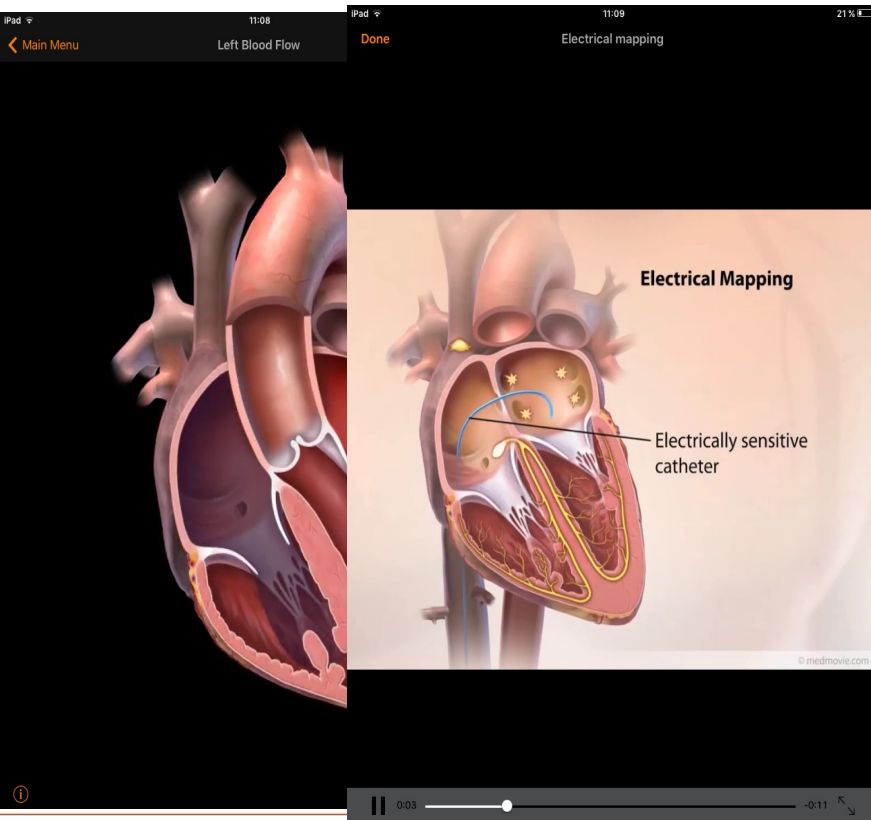 iPad 11:08
Main Menu Left Blood Flow
iPad 11:09 21 %
Done Electrical mapping
Electrical Mapping
Electrically sensitive
catheter
© medmovie.com
0:03 -0:11